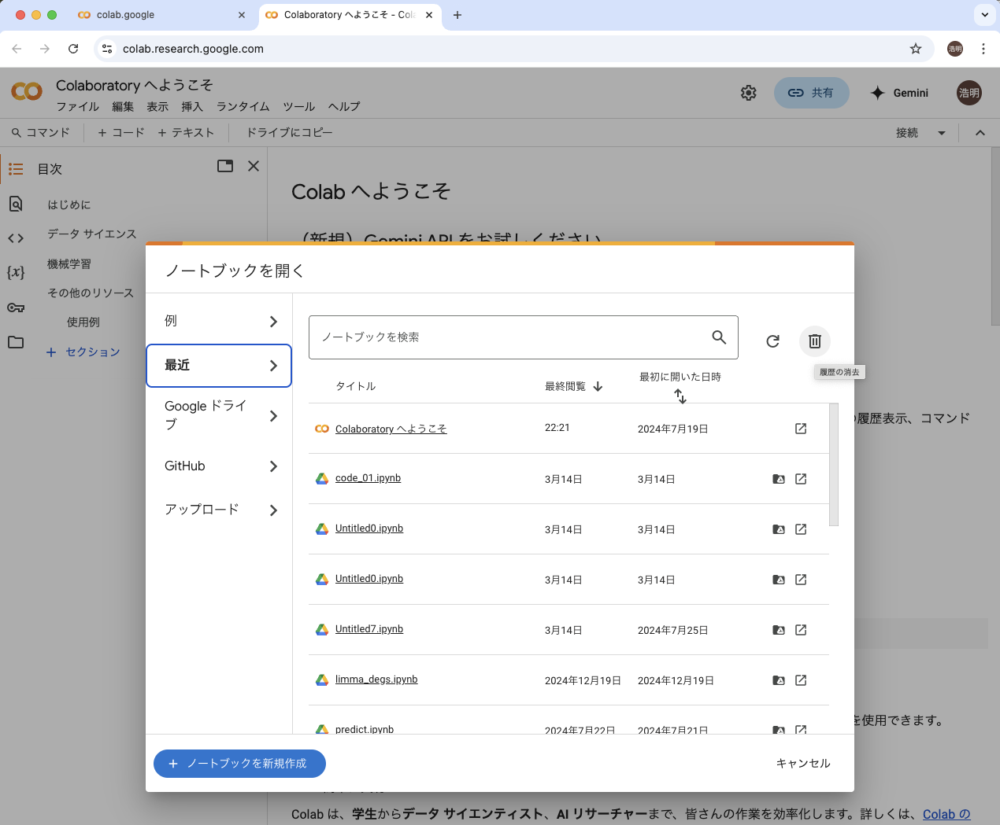 colab.google
Colaboratory へようこそ - Cola
colab.research.google.com
浩明
Colaboratory へようこそ
ファイル 編集 表示 挿入 ランタイム ツール ヘルプ
共有
Gemini
浩明
コマンド
+ コード + テキスト
ドライブにコピー
接続
目次
はじめに
データ サイエンス
機械学習
その他のリソース
使用例
+ セクション
Colab へようこそ
（新規）Gemini API をお試しください
ノートブックを開く
例
最近
Google ドライブ
GitHub
アップロード
ノートブックを検索
履歴の消去
タイトル 最終閲覧 最初に開いた日時
Colaboratory へようこそ 22:21 2024年7月19日
code_01.ipynb 3月14日 3月14日
Untitled0.ipynb 3月14日 3月14日
Untitled0.ipynb 3月14日 3月14日
Untitled7.ipynb 3月14日 2024年7月25日
limma_degs.ipynb 2024年12月19日 2024年12月19日
predict.ipynb 2024年7月22日 2024年7月21日
履歴表示、コマンド
を使用できます。
+ ノートブックを新規作成
キャンセル
Colab は、学生からデータ サイエンティスト、AI リサーチャーまで、皆さんの作業を効率化します。詳しくは、Colab の